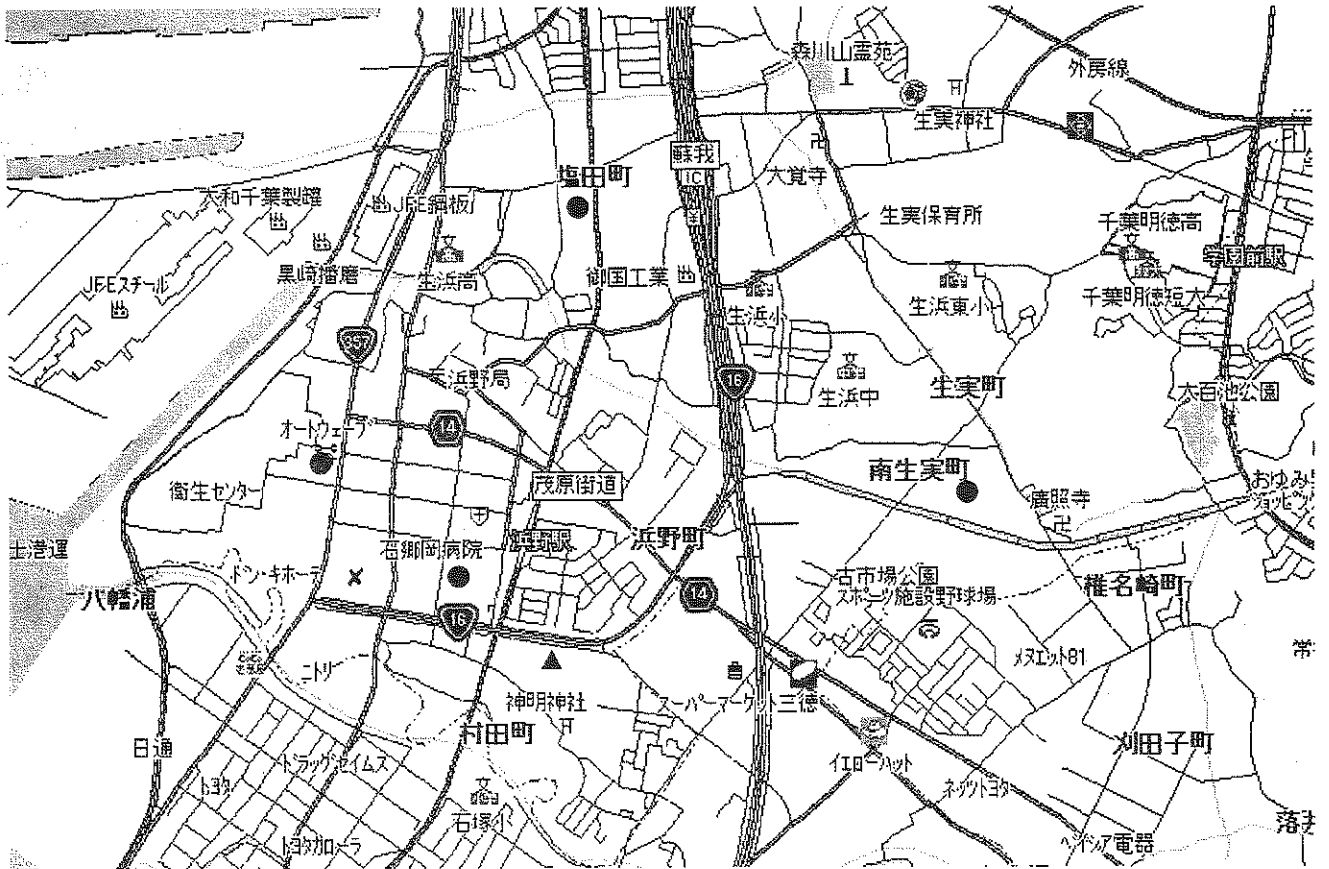 森川山霊苑
外房線
生実神社
蘇我
IC
塩田町
大覚寺
大和千葉製罐
JFE鋼板
生実保育所
千葉明徳高
学園前駅
黒崎播磨
生浜高
御国工業
JFEスチール
生浜小
生浜東小
千葉明徳短大
357
浜野局
16
生浜中
生実町
大百池公園
オートウェーブ
14
南生実町
衛生センター
茂原街道
廣照寺
おゆみ野
土港運
ドン・キホーテ
石郷岡病院
浜野駅
浜野町
古市場公園
スポーツ施設野球場
椎名崎町
八幡浦
16
14
ニトリ
メヌエット81
常
神明神社
スーパーマーケット三徳
村田町
日通
イエローハット
刈田子町
ドラッグセイムス
トヨタ
ネッツトヨタ
石塚小
トヨタカローラ
ベイシア電器
落井